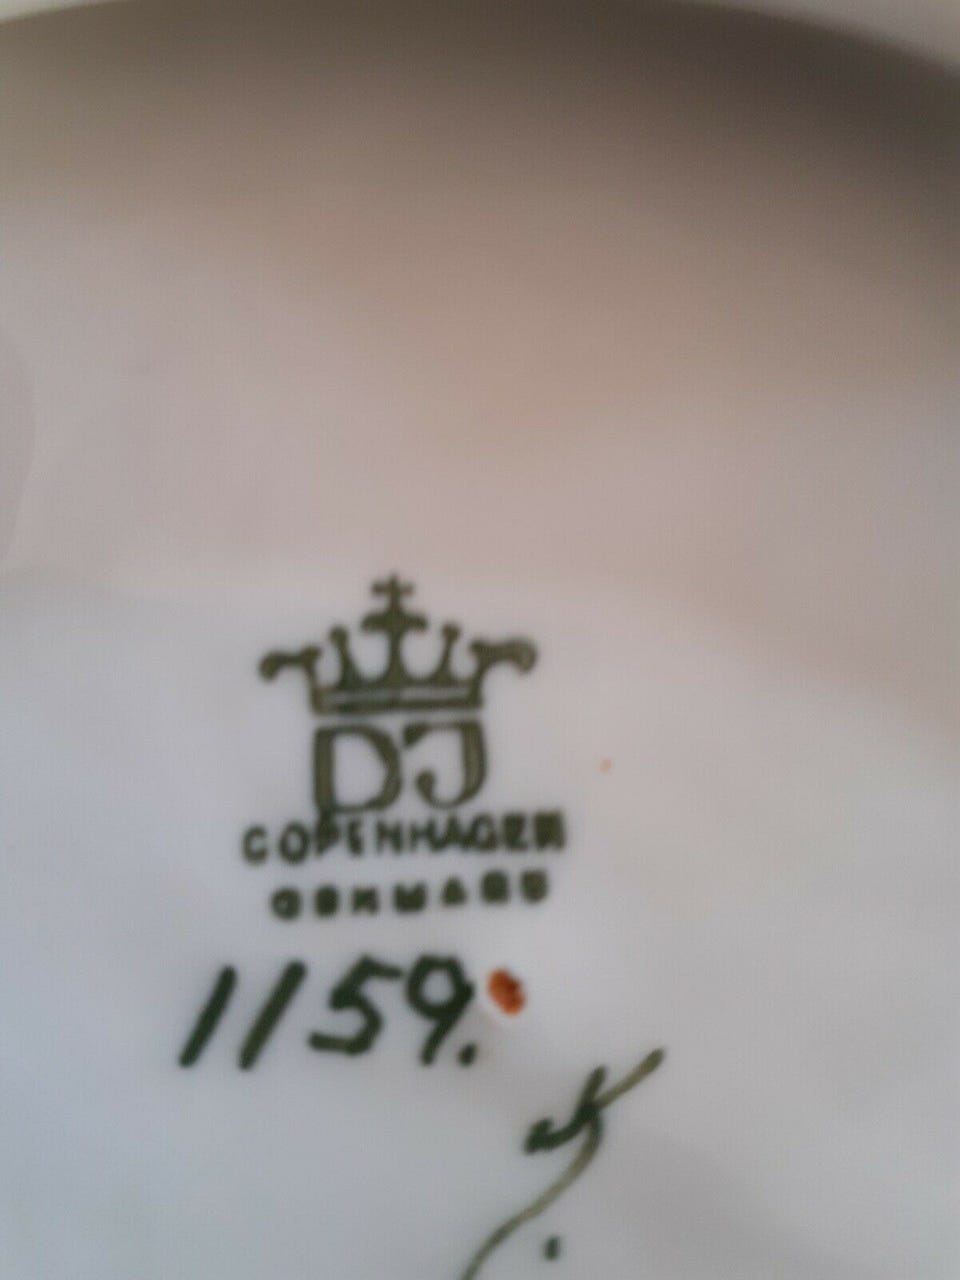 DJ
COPENHAGEN
DENMARK
1159.